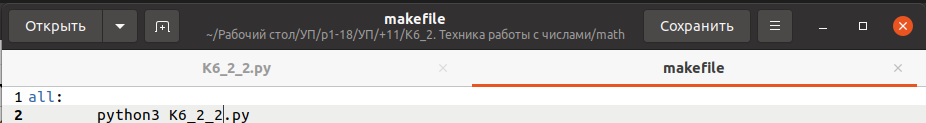 makefile
Открыть
~/Рабочий стол/УП/р1-18/УП/+11/К6_2. Техника работы с числами/math
Сохранить
K6_2_2.py
makefile
1 all:
2 python3 K6_2_2.py